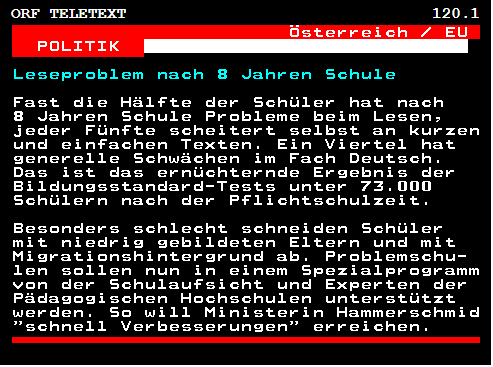 ORF TELETEXT 120.1
Österreich / EU
POLITIK
Leseproblem nach 8 Jahren Schule
Fast die Hälfte der Schüler hat nach
8 Jahren Schule Probleme beim Lesen,
jeder Fünfte scheitert selbst an kurzen
und einfachen Texten. Ein Viertel hat
generelle Schwächen im Fach Deutsch.
Das ist das ernüchternde Ergebnis der
Bildungsstandard-Tests unter 73.000
Schülern nach der Pflichtschulzeit.
Besonders schlecht schneiden Schüler
mit niedrig gebildeten Eltern und mit
Migrationshintergrund ab. Problemschu-
len sollen nun in einem Spezialprogramm
von der Schulaufsicht und Experten der
Pädagogischen Hochschulen unterstützt
werden. So will Ministerin Hammerschmid
"schnell Verbesserungen" erreichen.